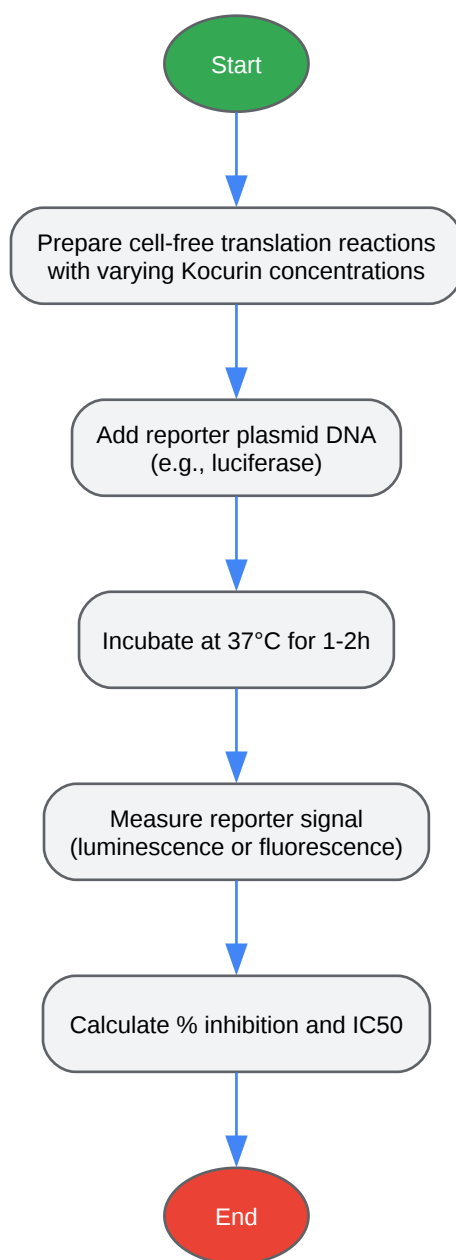 Start
Prepare cell-free translation reactions
with varying Kocurin concentrations
Add reporter plasmid DNA
(e.g., luciferase)
Incubate at 37°C for 1-2h
Measure reporter signal
(luminescence or fluorescence)
Calculate % inhibition and IC50
End